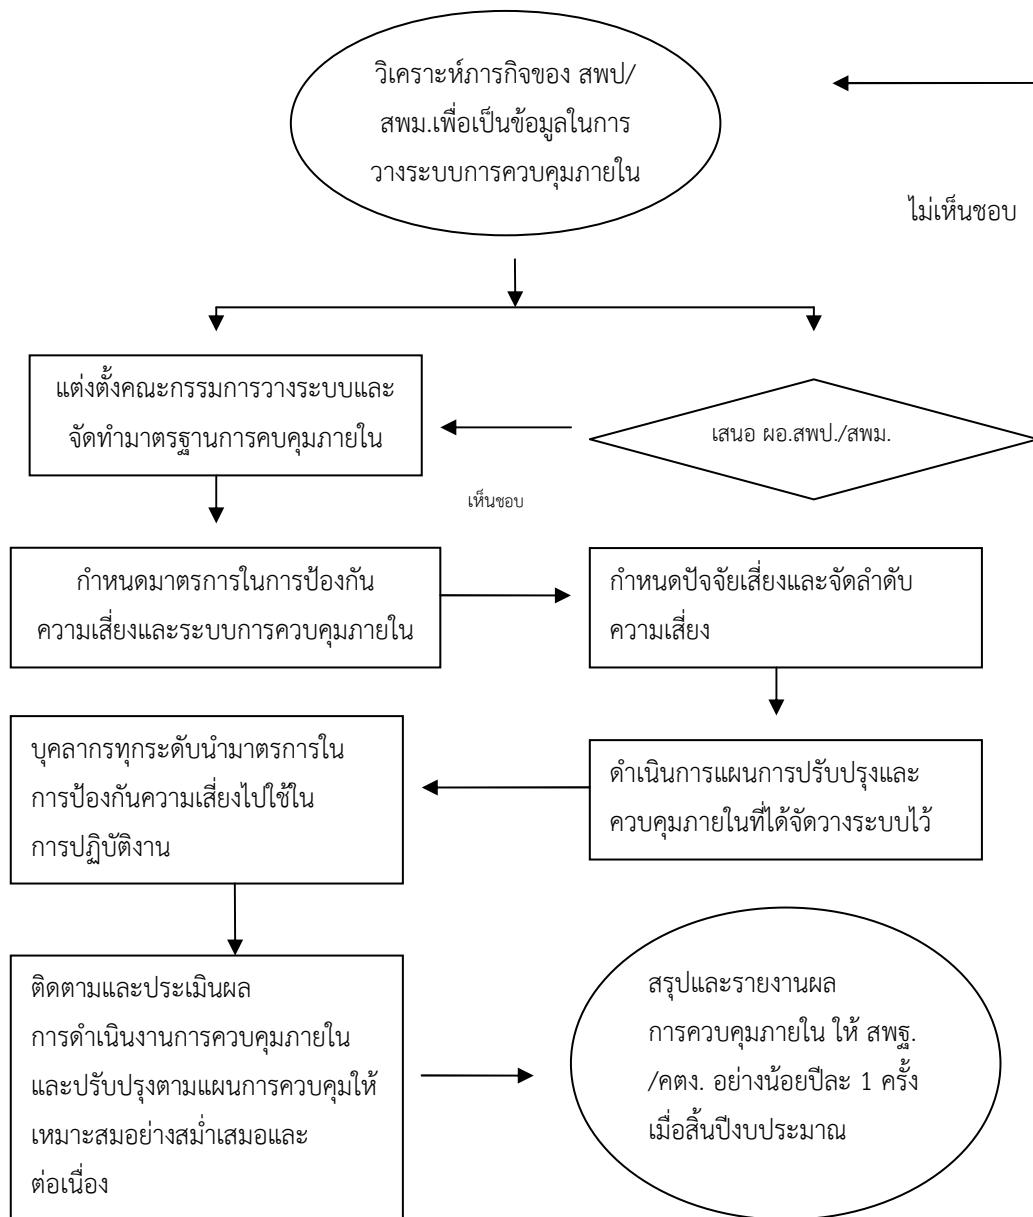 วิเคราะห์ภารกิจของ สพป/
สพม.เพื่อเป็นข้อมูลในการ
วางระบบการควบคุมภายใน
ไม่เห็นชอบ
แต่งตั้งคณะกรรมการวางระบบและ
จัดทำมาตรฐานการคบคุมภายใน
เสนอ ผอ.สพป./สพม.
เห็นชอบ
กำหนดมาตรการในการป้องกัน
ความเสี่ยงและระบบการควบคุมภายใน
กำหนดปัจจัยเสี่ยงและจัดลำดับ
ความเสี่ยง
บุคลากรทุกระดับนำมาตรการใน
การป้องกันความเสี่ยงไปใช้ใน
การปฏิบัติงาน
ดำเนินการแผนการปรับปรุงและ
ควบคุมภายในที่ได้จัดวางระบบไว้
ติดตามและประเมินผล
การดำเนินงานการควบคุมภายใน
และปรับปรุงตามแผนการควบคุมให้
เหมาะสมอย่างสม่ำเสมอและ
ต่อเนื่อง
สรุปและรายงานผล
การควบคุมภายใน ให้ สพฐ.
/คตง. อย่างน้อยปีละ 1 ครั้ง
เมื่อสิ้นปีงบประมาณ